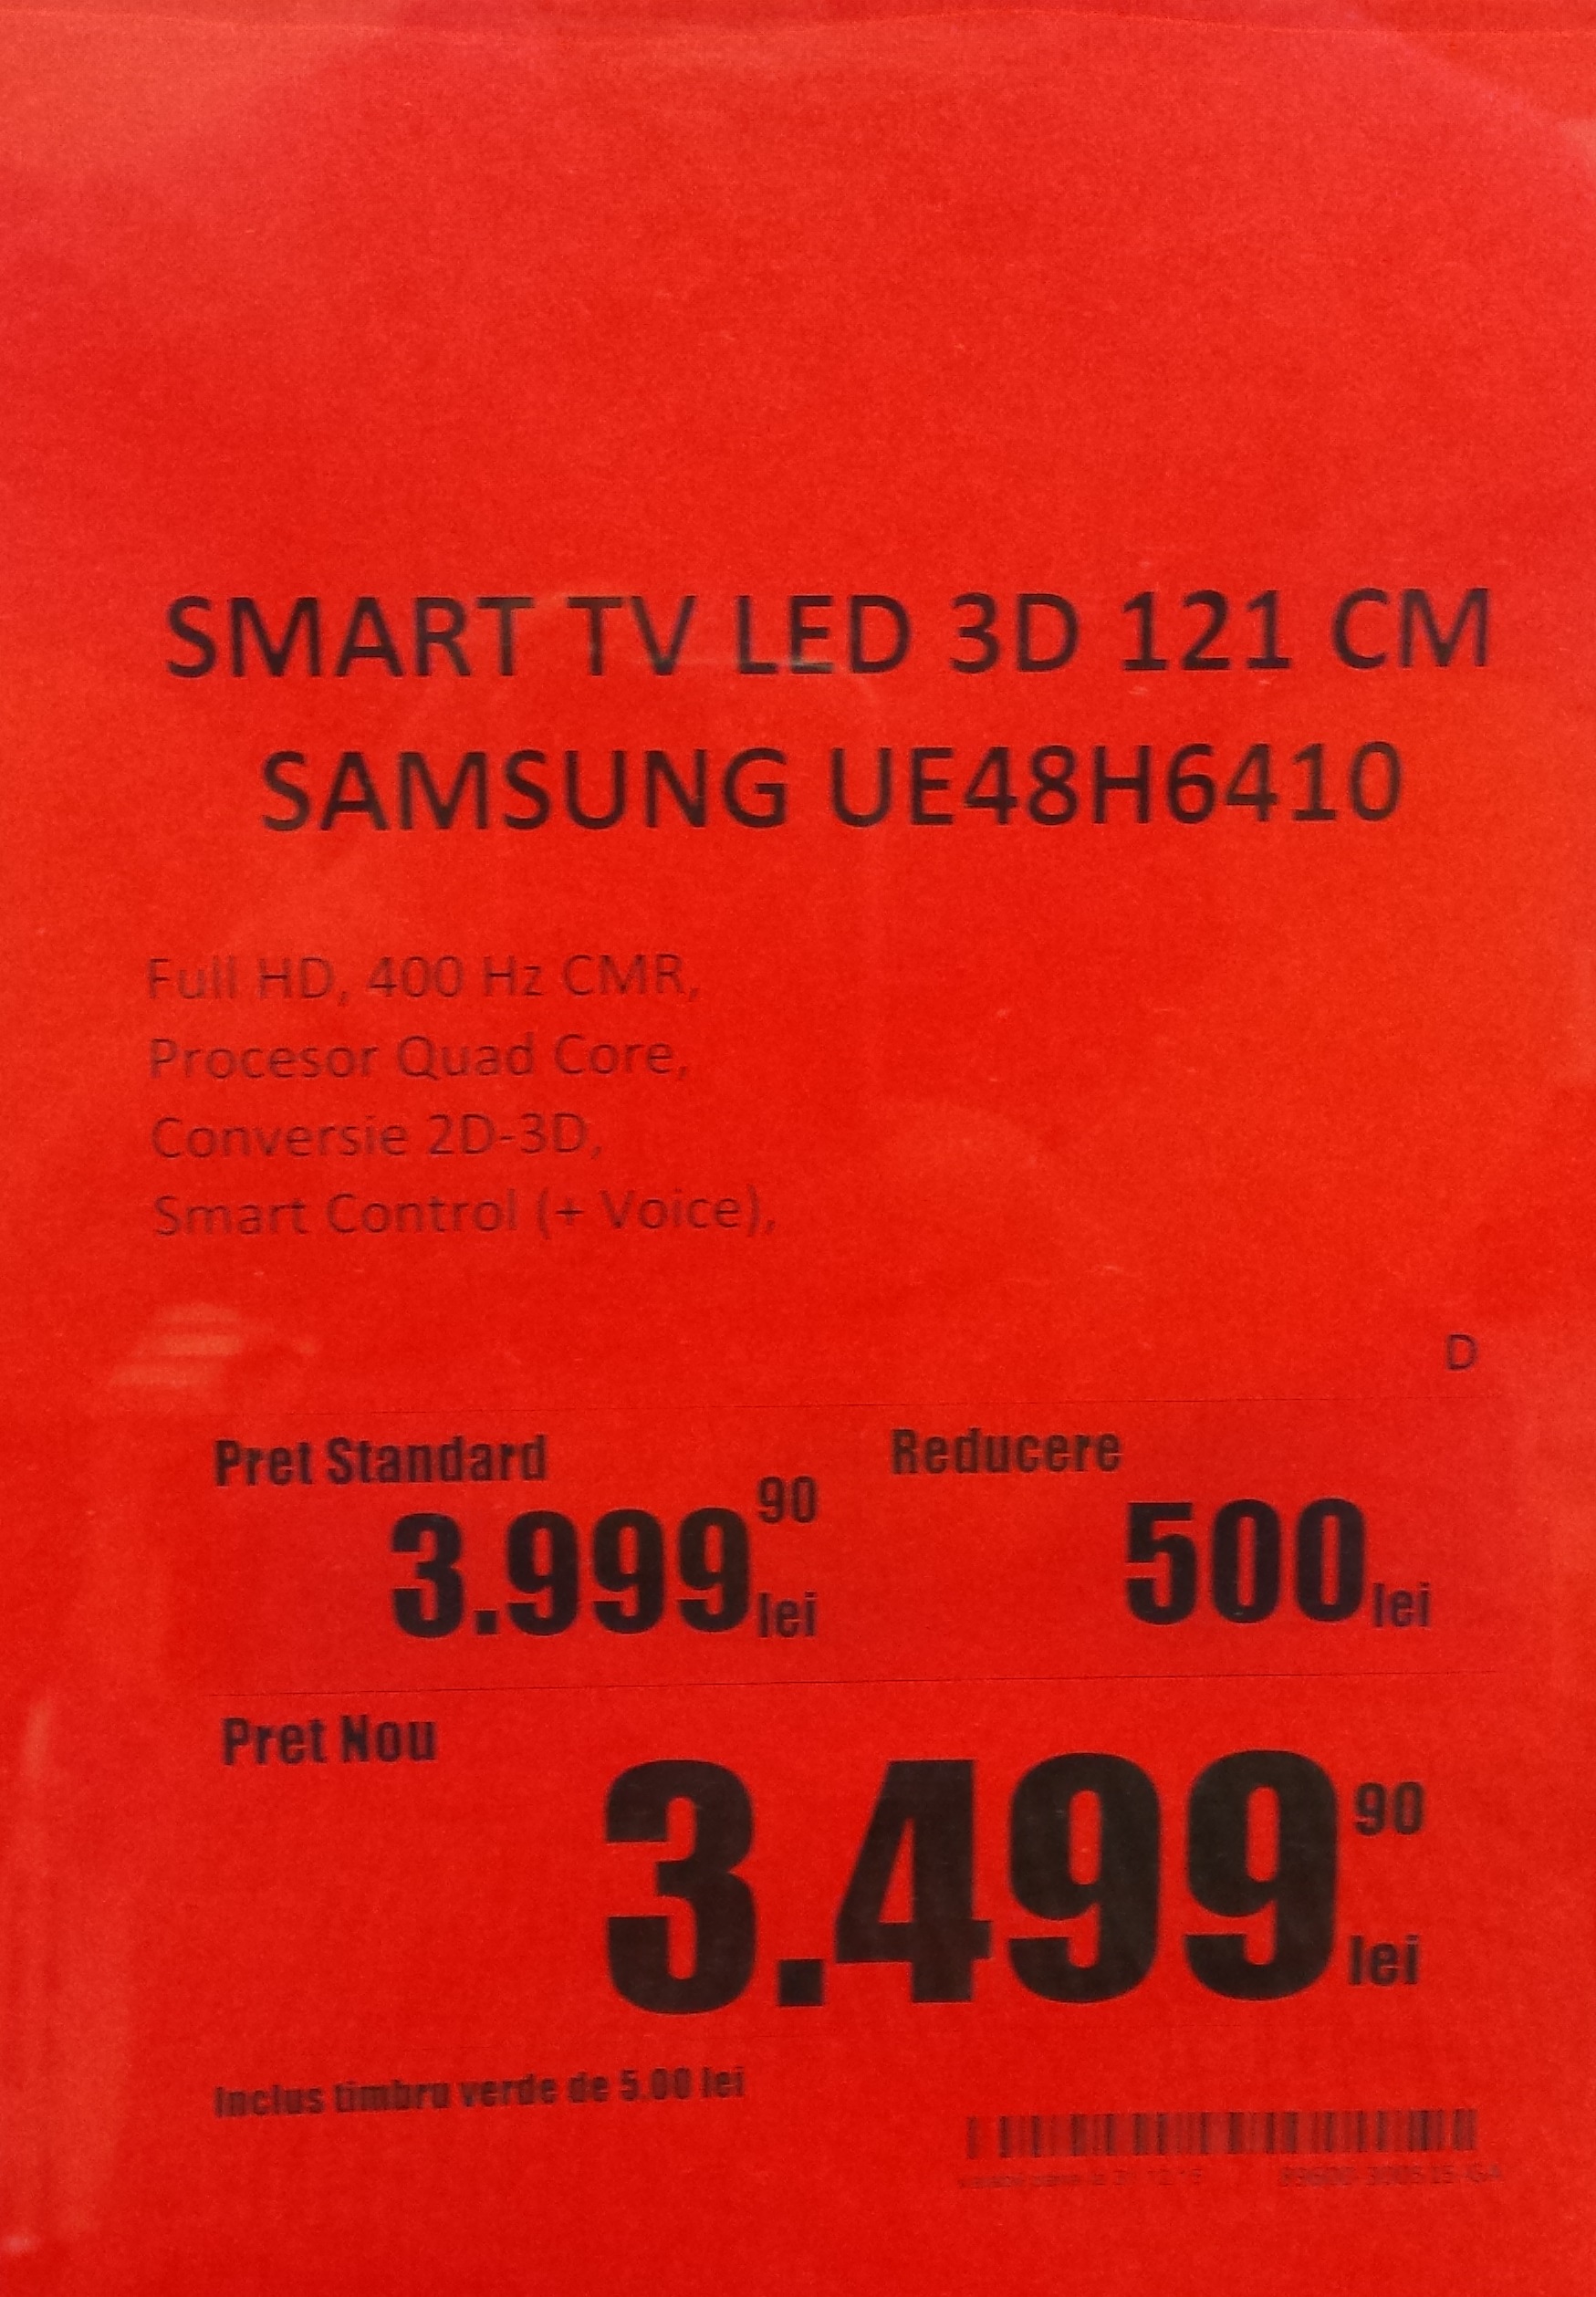 SMART TV LED 3D 121 CM
SAMSUNG UE48H6410
Full HD, 400 Hz CMR,
Procesor Quad Core,
Conversie 2D-3D,
Smart Control (+ Voice),
D
Pret Standard
3.999 90 lei
Reducere
500 lei
Pret Nou
3.499 90 lei
Inclus timbru verde de 5.00 lei